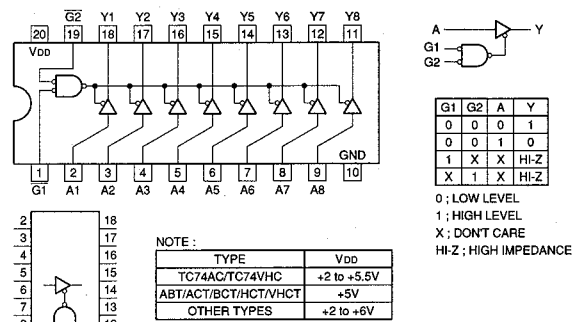 G2 Y1 Y2 Y3 Y4 Y5 Y6 Y7 Y8
20 19 18 17 16 15 14 13 12 11
VDD
GND
1 2 3 4 5 6 7 8 9 10
G1 A1 A2 A3 A4 A5 A6 A7 A8
A Y
G1
G2
G1 G2 A Y
0 0 0 1
0 0 1 0
1 X X HI-Z
X 1 X HI-Z
0 ; LOW LEVEL
1 ; HIGH LEVEL
X ; DON'T CARE
HI-Z ; HIGH IMPEDANCE
2 18
3 17
4 16
5 15
6 14
7 13
NOTE :
TYPE VDD
TC74AC/TC74VHC +2 to +5.5V
ABT/ACT/BCT/HCT/VHCT +5V
OTHER TYPES +2 to +6V